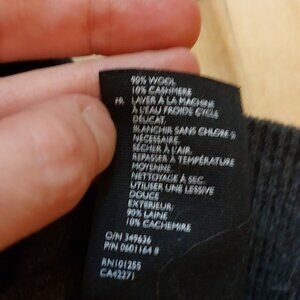 90% WOOL
10% CASHMERE
FR LAVER À LA MACHINE
À L'EAU FROIDE CYCLE
DÉLICAT.
BLANCHIR SANS CHLORE SI
NÉCESSAIRE.
SÉCHER À L'AIR.
REPASSER À TEMPÉRATURE
MOYENNE.
NETTOYAGE À SEC.
UTILISER UNE LESSIVE
DOUCE
EXTERIEUR:
90% LAINE
10% CACHEMIRE
O/N 349636
P/N 0601164 8
RN101255
CA42271